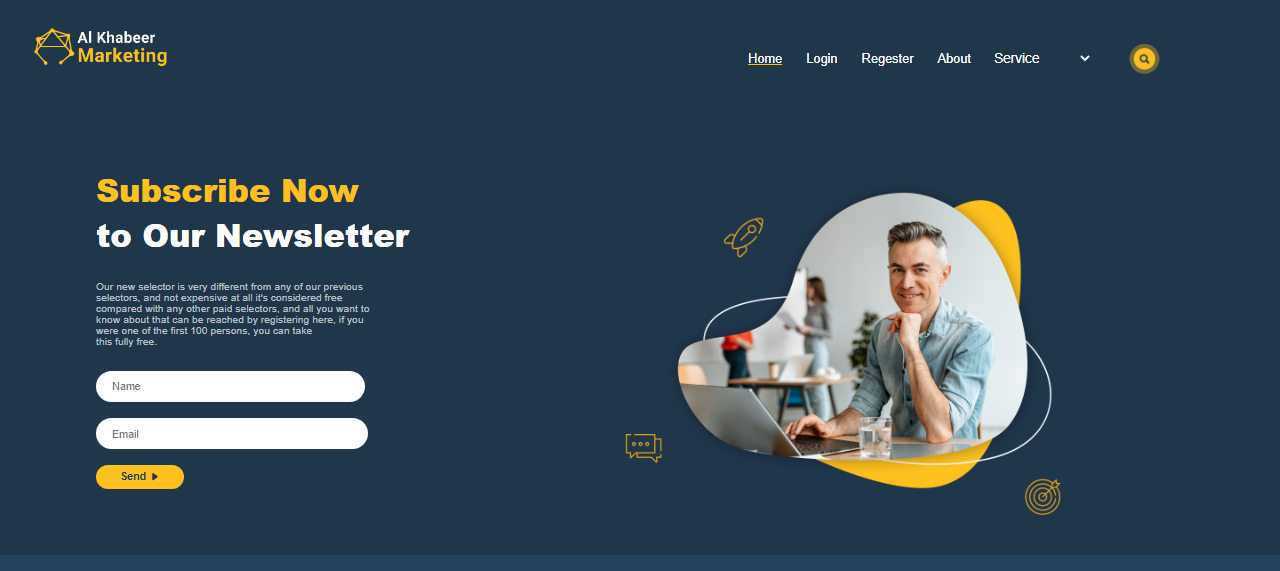 Al Khabeer
Marketing
Home Login Regester About Service
Subscribe Now
to Our Newsletter
Our new selector is very different from any of our previous
selectors, and not expensive at all it's considered free
compared with any other paid selectors, and all you want to
know about that can be reached by registering here, if you
were one of the first 100 persons, you can take
this fully free.
Name
Email
Send